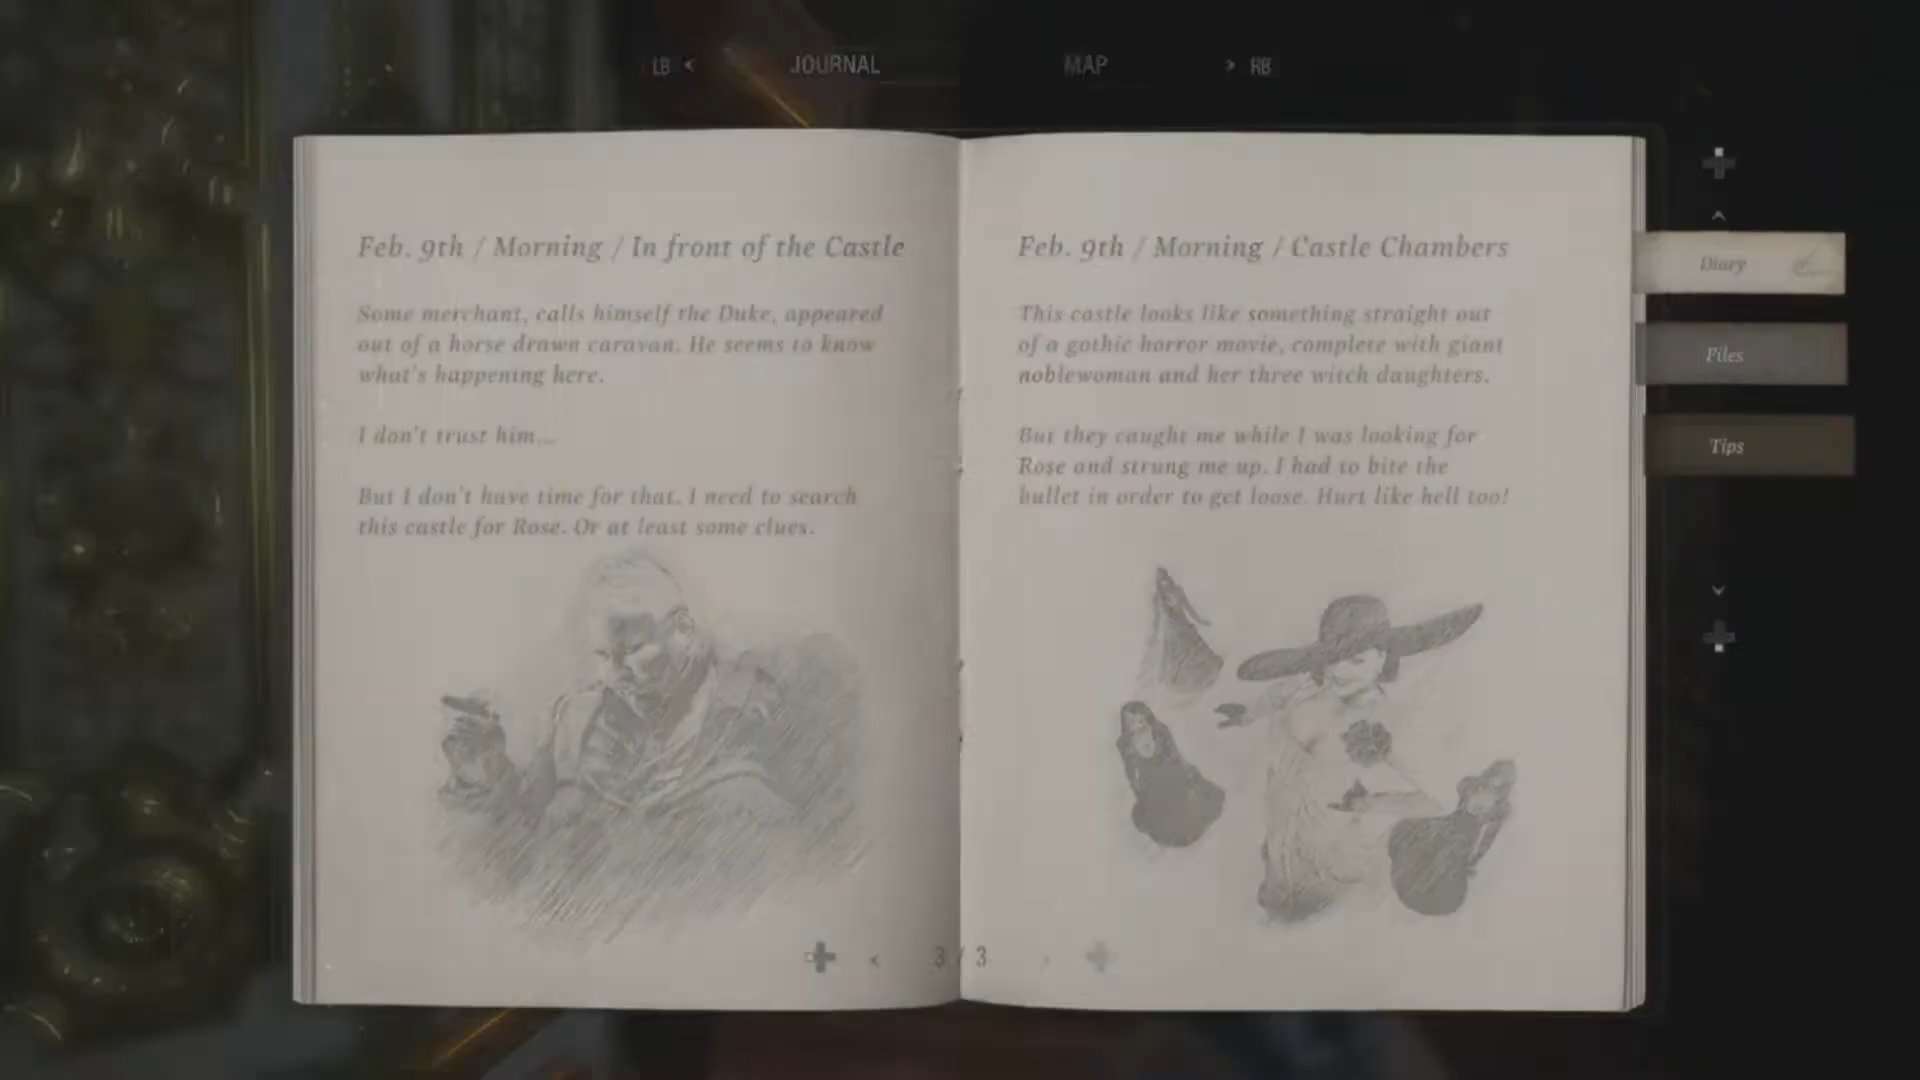 LB < JOURNAL MAP > RB
Feb. 9th / Morning / In front of the Castle
Some merchant, calls himself the Duke, appeared
out of a horse drawn caravan. He seems to know
what's happening here.
I don't trust him...
But I don't have time for that. I need to search
this castle for Rose. Or at least some clues.
Feb. 9th / Morning / Castle Chambers
This castle looks like something straight out
of a gothic horror movie, complete with giant
noblewoman and her three witch daughters.
But they caught me while I was looking for
Rose and strung me up. I had to bite the
bullet in order to get loose. Hurt like hell too!
Diary
Files
Tips
< 3 / 3 >